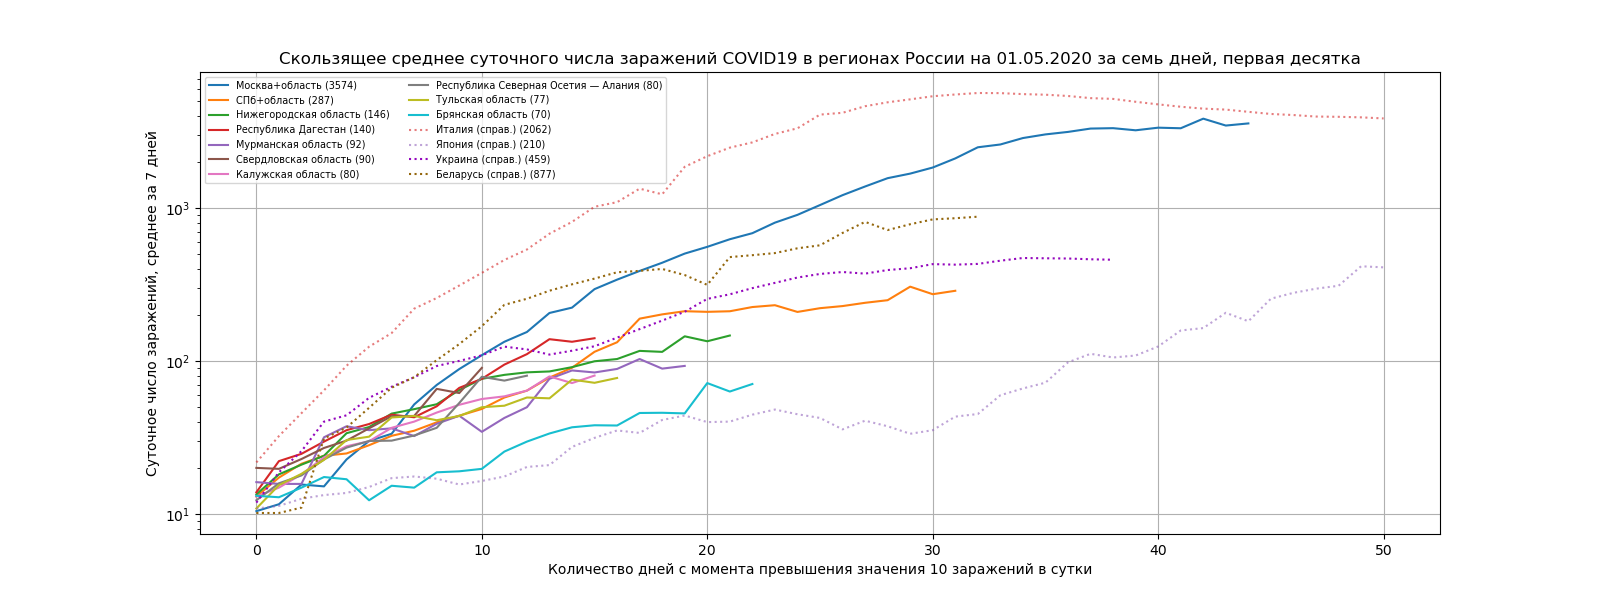 Скользящее среднее суточного числа заражений COVID19 в регионах России на 01.05.2020 за семь дней, первая десятка
Суточное число заражений, среднее за 7 дней
Москва+область (3574)
СПб+область (287)
Нижегородская область (146)
Республика Дагестан (140)
Мурманская область (92)
Свердловская область (90)
Калужская область (80)
Республика Северная Осетия — Алания (80)
Тульская область (77)
Брянская область (70)
Италия (справ.) (2062)
Япония (справ.) (210)
Украина (справ.) (459)
Беларусь (справ.) (877)
10³
10²
10¹
0 10 20 30 40 50
Количество дней с момента превышения значения 10 заражений в сутки